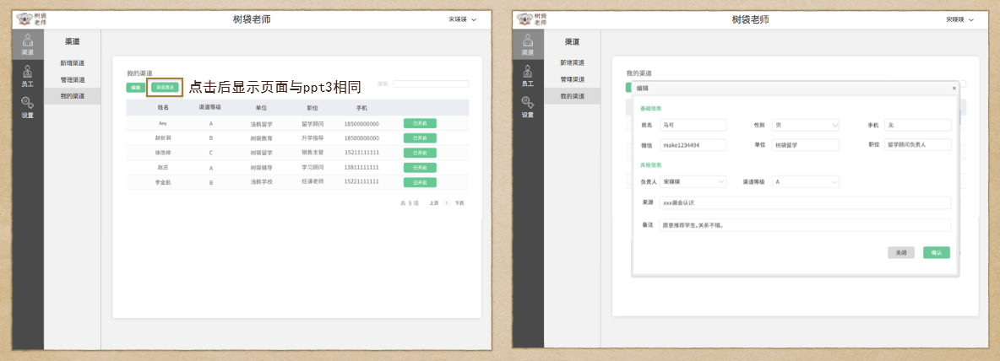 树袋
老师
树袋老师
宋瑛瑛
渠道
渠道
新增渠道
员工
管理渠道
我的渠道
设置
我的渠道
编辑
渠道跟进
点击后显示页面与ppt3相同
搜索
姓名 渠道等级 单位 职位 手机
Amy A 浅枫留学 留学顾问 18500000000 已开启
B 树袋教育 升学指导 18500000000 已开启
C 树袋留学 销售主管 15211111111 已开启
赵庄 A 树袋辅导 学习顾问 13811111111 已开启
李金航 B 浅枫学校 任课老师 15221111111 已开启
共 5 项 上页 1 下页
树袋
老师
树袋老师
宋瑛瑛
渠道
渠道
新增渠道
员工
管理渠道
我的渠道
设置
我的渠道
编辑 ×
基础信息
姓名 马可 性别 男 手机 无
微信 make1234494 单位 树袋留学 职位 留学顾问负责人
其他信息
负责人 宋瑛瑛 渠道等级 A
来源 xxx展会认识
备注 愿意推荐学生,关系不错。
关闭 确认